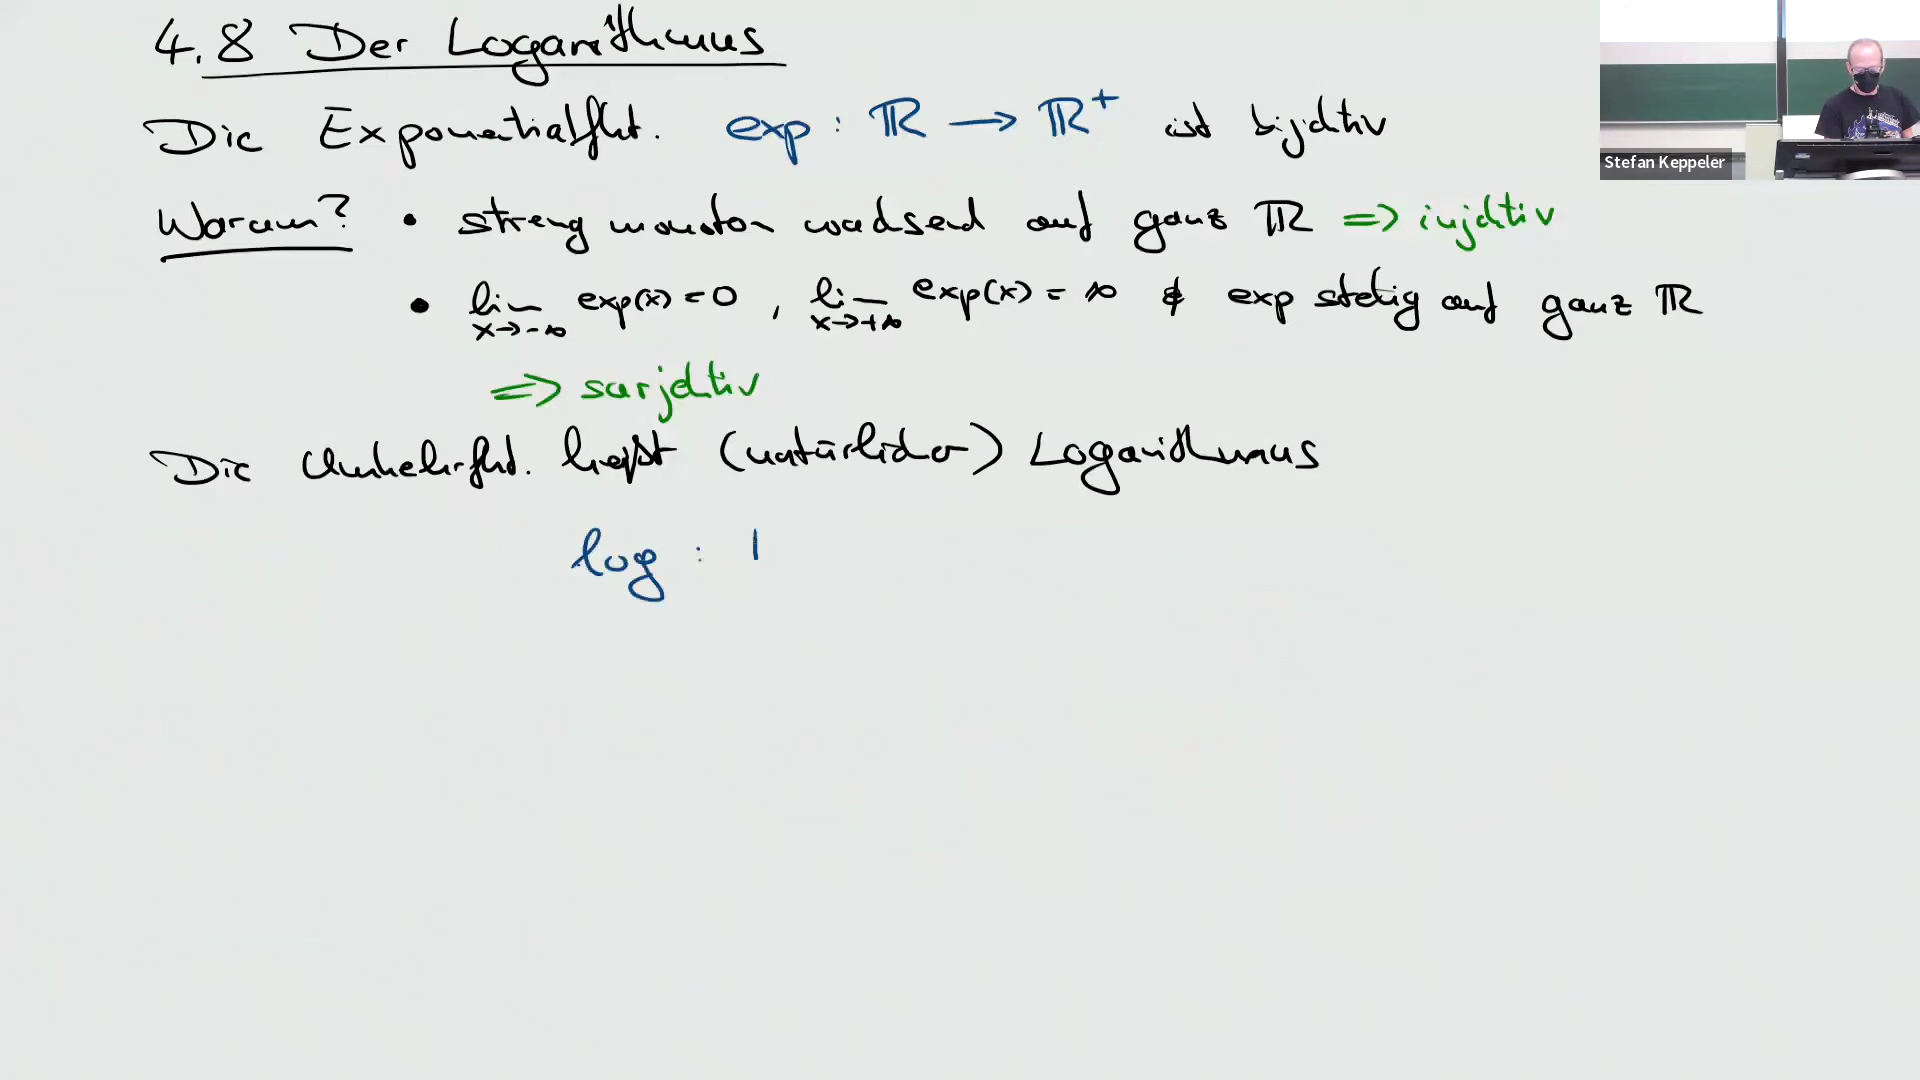 4.8 Der Logarithmus
Die Exponentialfkt. exp : ℝ → ℝ⁺ ist bijektiv
Stefan Keppeler
Warum? • streng monoton wachsend auf ganz ℝ ⇒ injektiv
• lim x→-∞ exp(x) = 0 , lim x→+∞ exp(x) = ∞ & exp stetig auf ganz ℝ
⇒ surjektiv
Die Umkehrfkt. heißt (natürlicher) Logarithmus
log :